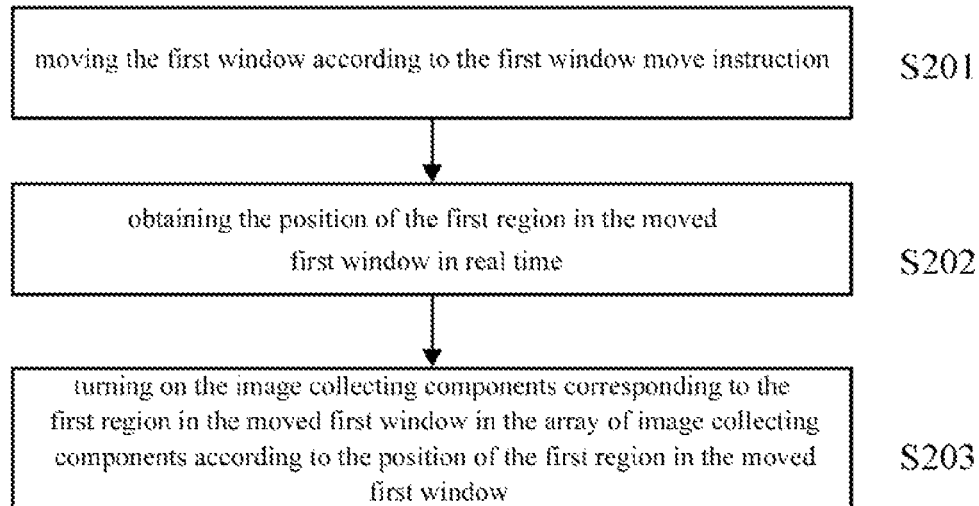 moving the first window according to the first window move instruction
S201
obtaining the position of the first region in the moved
first window in real time
S202
turning on the image collecting components corresponding to the
first region in the moved first window in the array of image collecting
components according to the position of the first region in the moved
first window
S203